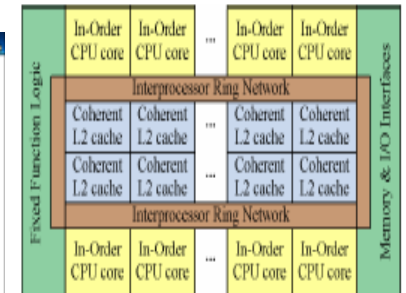 Fixed Function Logic
In-Order In-Order ... In-Order In-Order
CPU core CPU core CPU core CPU core
Interprocessor Ring Network
Coherent Coherent ... Coherent Coherent
L2 cache L2 cache L2 cache L2 cache
Coherent Coherent ... Coherent Coherent
L2 cache L2 cache L2 cache L2 cache
Interprocessor Ring Network
In-Order In-Order ... In-Order In-Order
CPU core CPU core CPU core CPU core
Memory & I/O Interfaces